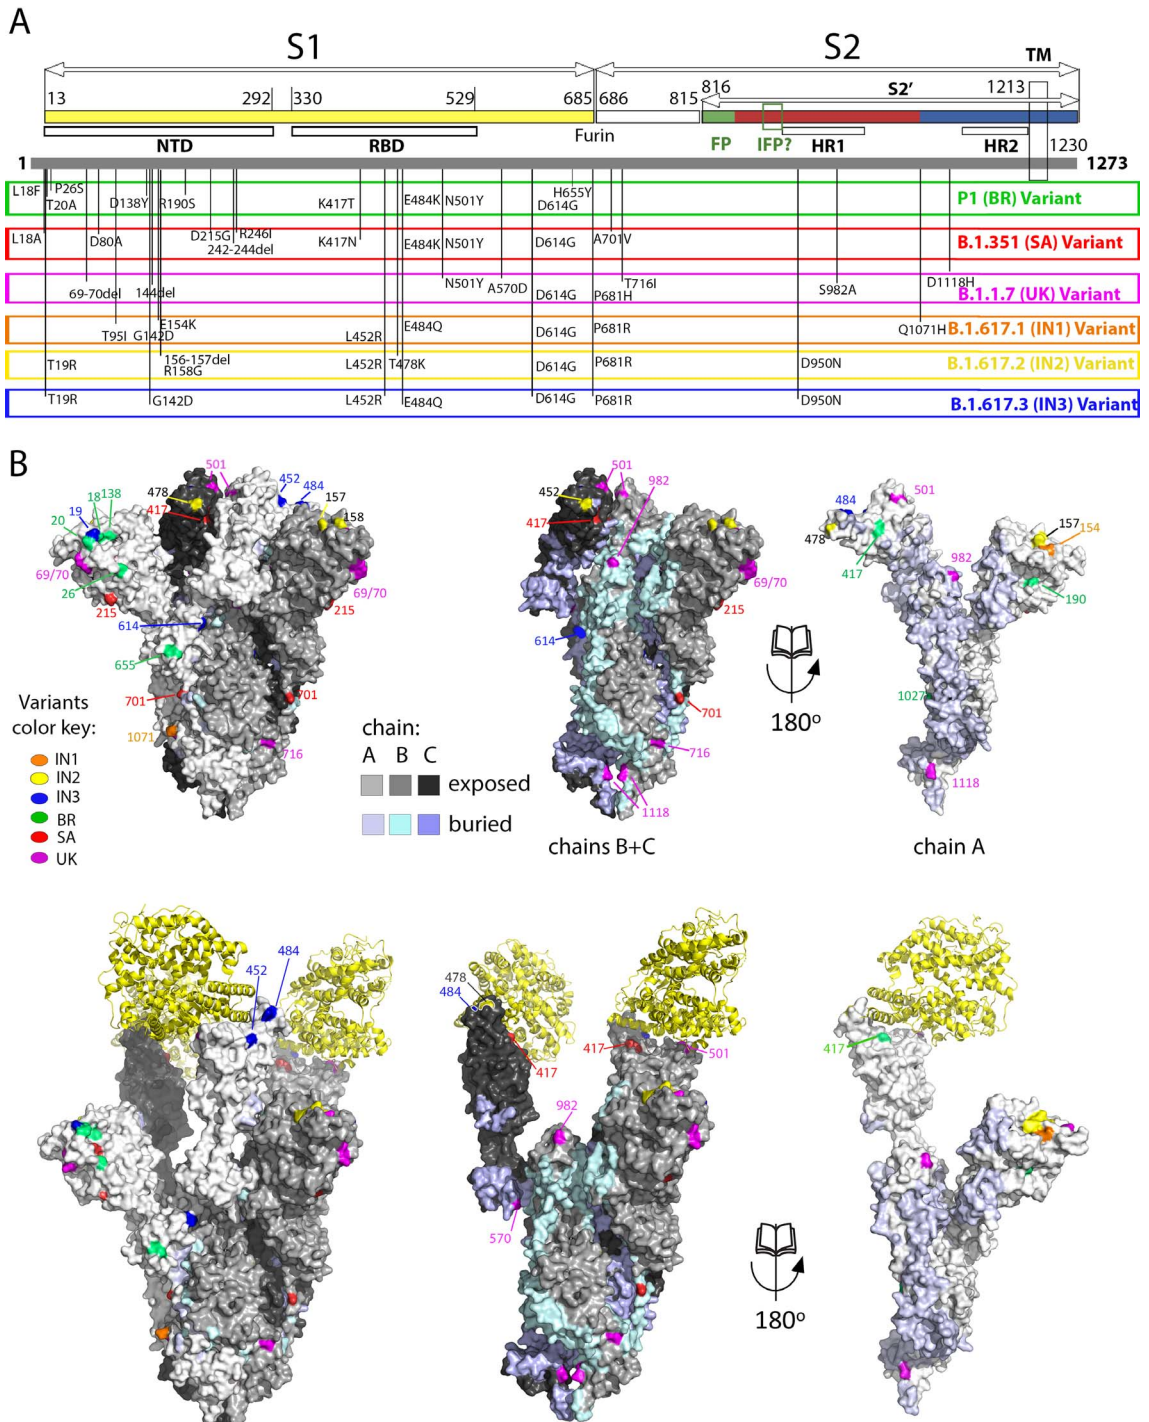 A
S1
S2
TM
13
292
330
529
685
686
815
816
S2’
1213
NTD
RBD
Furin
FP
IFP?
HR1
HR2
1230
1
1273
L18F
P26S
T20A
D138Y
R190S
K417T
E484K
N501Y
H655Y
D614G
P1 (BR) Variant
L18A
D80A
D215G
R246I
242-244del
K417N
E484K
N501Y
D614G
A701V
B.1.351 (SA) Variant
69-70del
144del
N501Y
A570D
D614G
P681H
T716I
S982A
D1118H
B.1.1.7 (UK) Variant
T95I
G142D
E154K
L452R
E484Q
D614G
P681R
Q1071H
B.1.617.1 (IN1) Variant
T19R
156-157del
R158G
L452R
T478K
D614G
P681R
D950N
B.1.617.2 (IN2) Variant
T19R
G142D
L452R
E484Q
D614G
P681R
D950N
B.1.617.3 (IN3) Variant
B
501
452
484
478
417
157
158
18
138
19
20
69/70
26
215
614
655
701
1071
69/70
215
701
716
501
982
452
417
69/70
215
614
701
716
1118
chains B+C
180º
484
501
478
417
982
157
154
190
1027
1118
chain A
Variants
color key:
IN1
IN2
IN3
BR
SA
UK
chain:
A B C
exposed
buried
452
484
478
484
417
982
570
417
501
180º
417